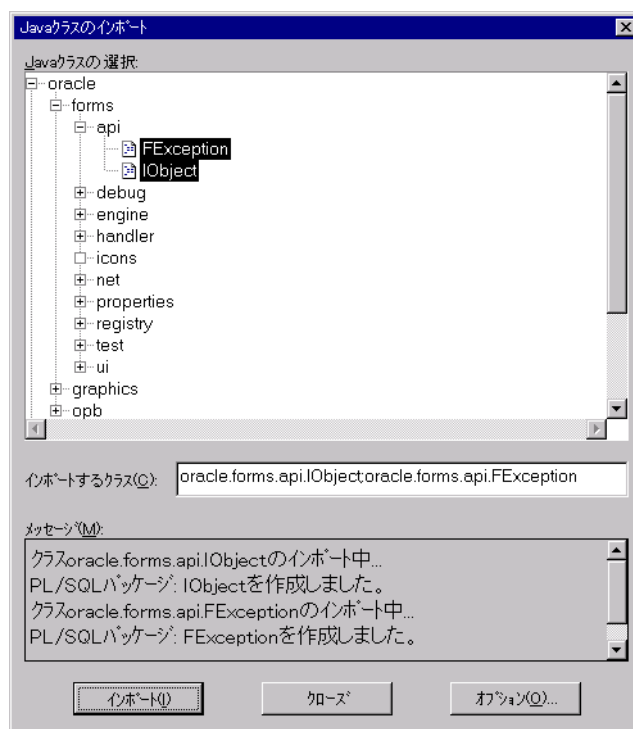 Javaクラスのインポート
Javaクラスの選択:
oracle
forms
api
FException
IObject
debug
engine
handler
icons
net
properties
registry
test
ui
graphics
opb
インポートするクラス(C): oracle.forms.api.IObject;oracle.forms.api.FException
メッセージ(M):
クラスoracle.forms.api.IObjectのインポート中...
PL/SQLパッケージ: IObjectを作成しました。
クラスoracle.forms.api.FExceptionのインポート中...
PL/SQLパッケージ: FExceptionを作成しました。
インポート(I) クローズ オプション(O)...